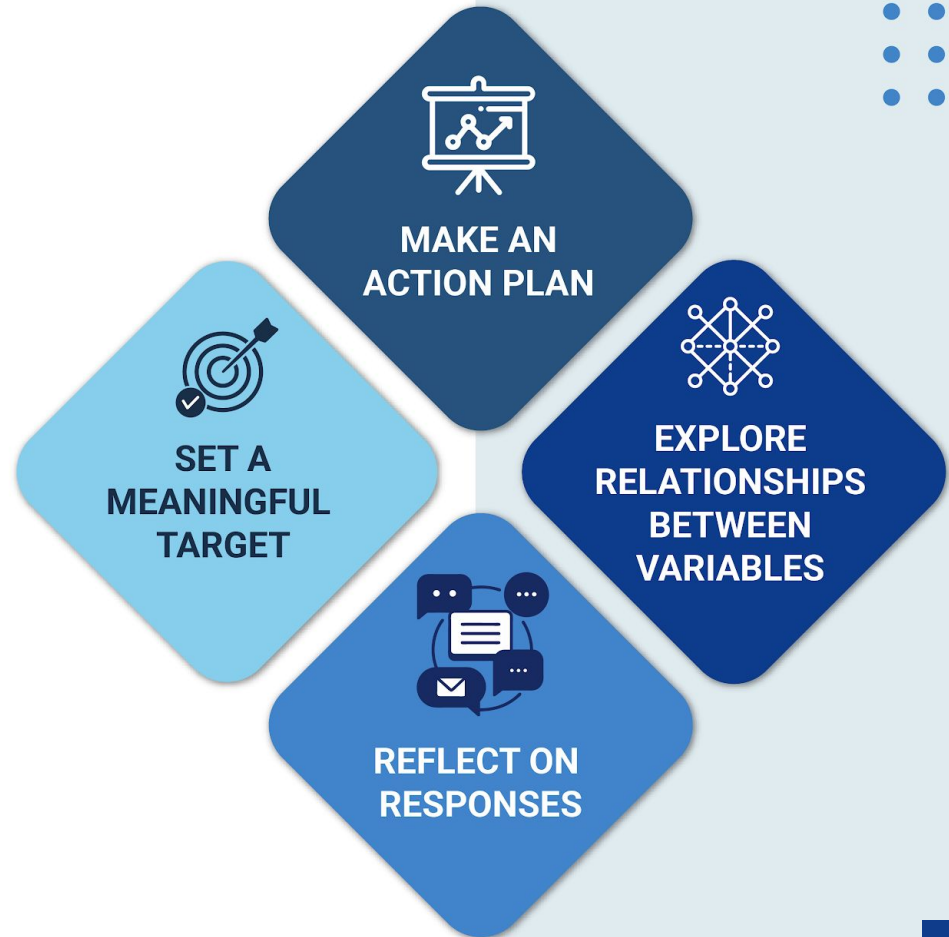 MAKE AN
ACTION PLAN
SET A
MEANINGFUL
TARGET
EXPLORE
RELATIONSHIPS
BETWEEN
VARIABLES
REFLECT ON
RESPONSES